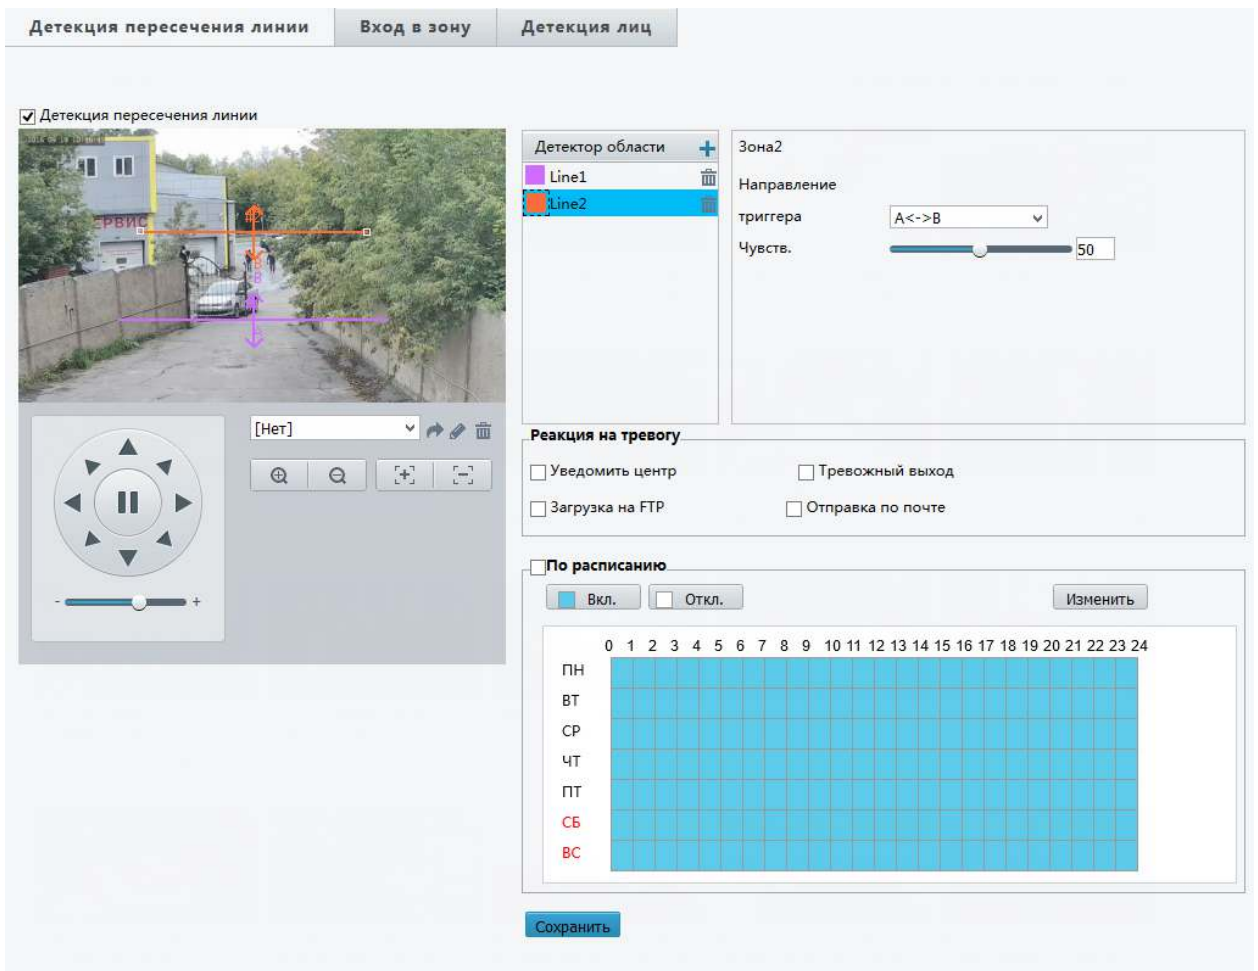 Детекция пересечения линии
Вход в зону
Детекция лиц
Детекция пересечения линии
ЕРВИС
B
Детектор области
Line1
Line2
Зона2
Направление
триггера
A<->B
Чувств.
50
[Нет]
- +
Реакция на тревогу
Уведомить центр
Тревожный выход
Загрузка на FTP
Отправка по почте
По расписанию
Вкл.
Откл.
Изменить
0 1 2 3 4 5 6 7 8 9 10 11 12 13 14 15 16 17 18 19 20 21 22 23 24
ПН
ВТ
СР
ЧТ
ПТ
СБ
ВС
Сохранить